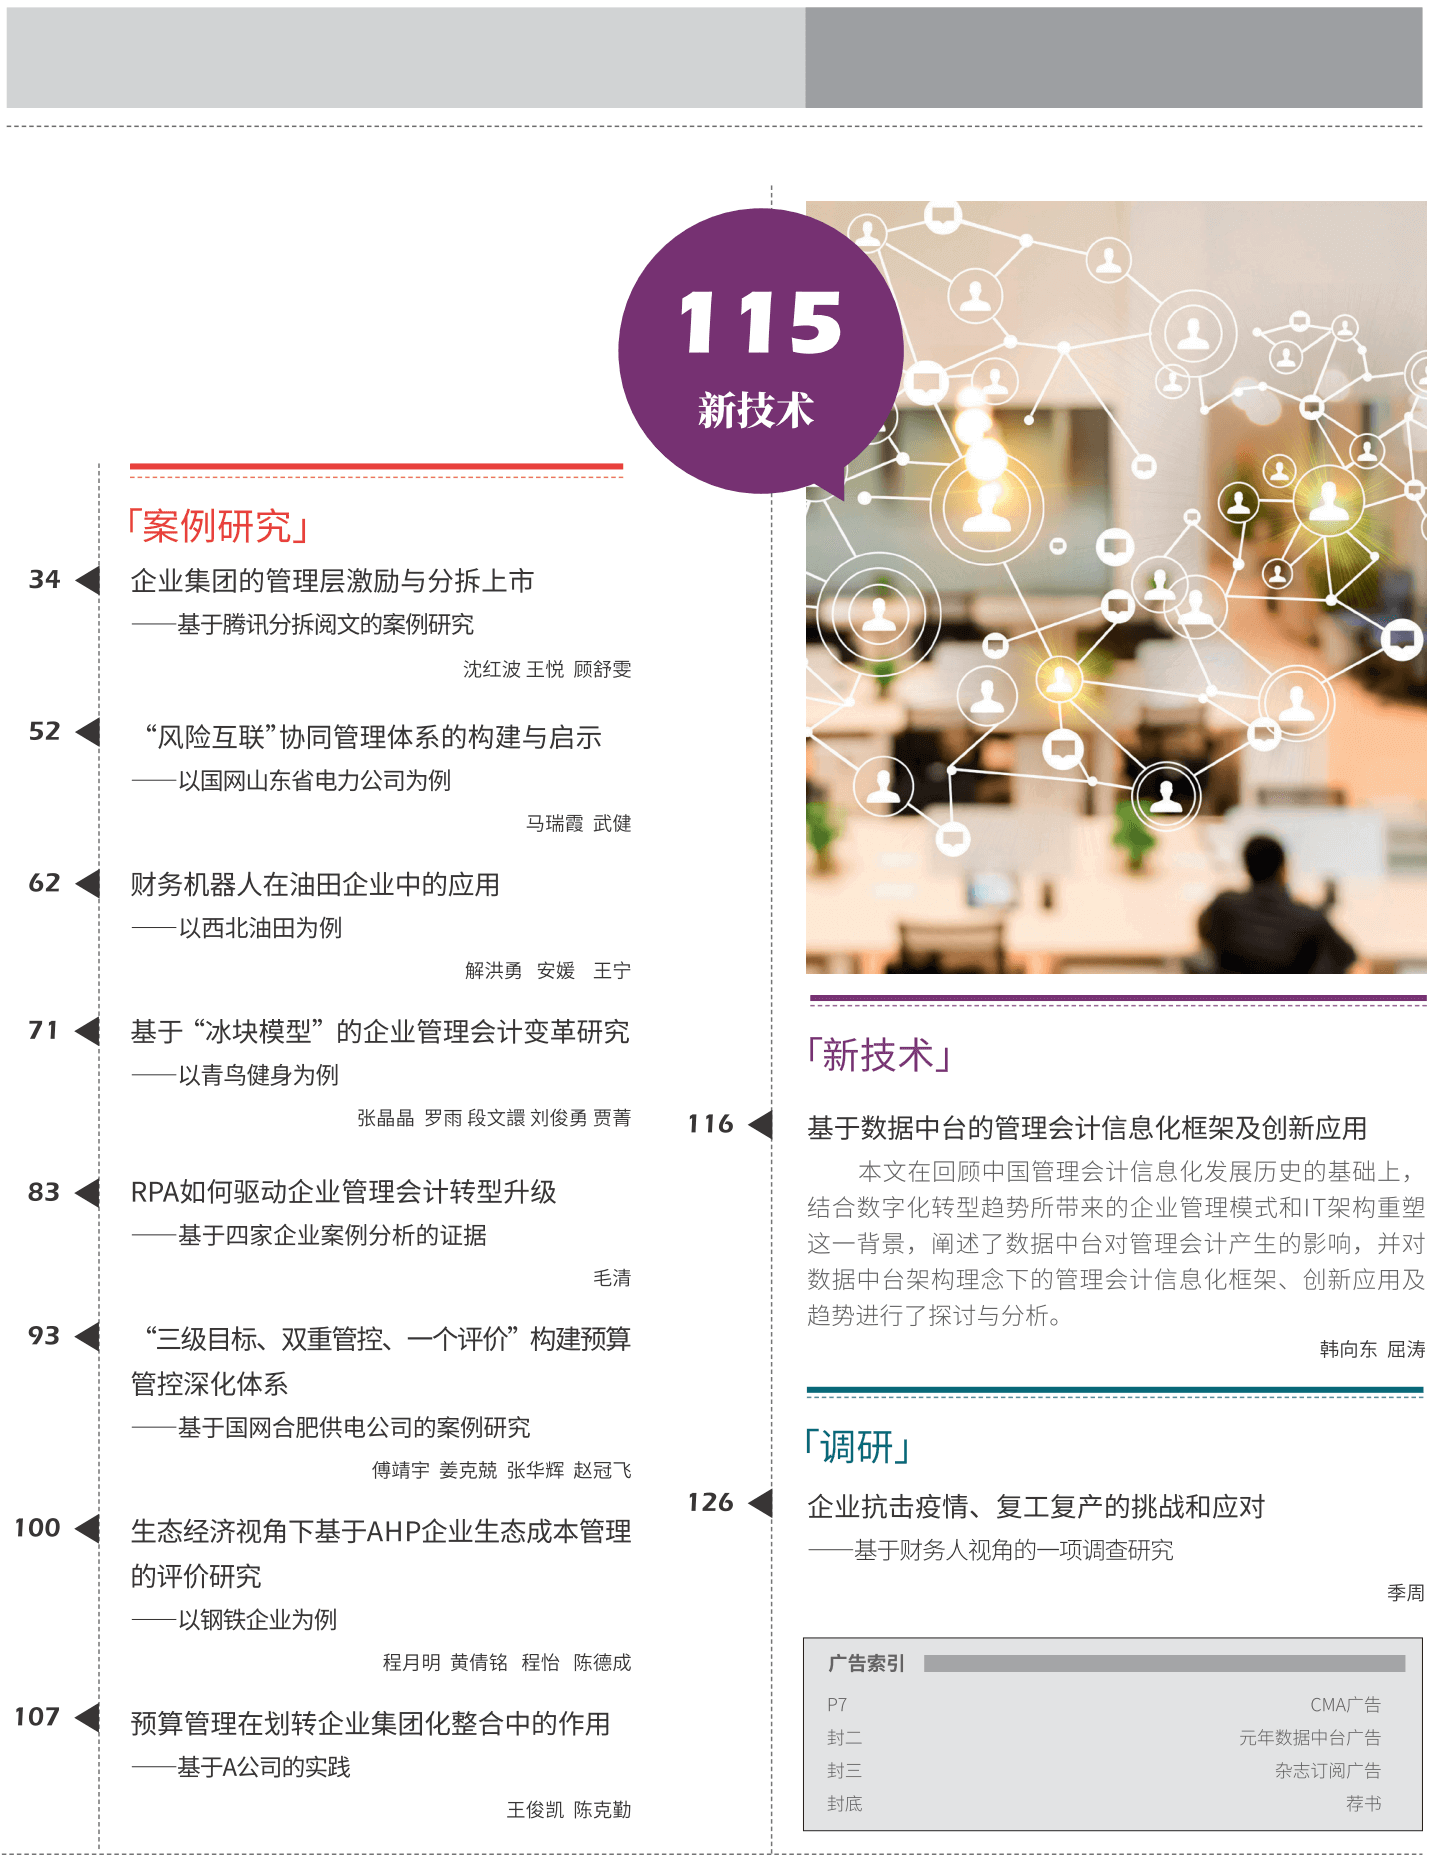 「案例研究」
34
企业集团的管理层激励与分拆上市
——基于腾讯分拆阅文的案例研究
沈红波 王悦 顾舒雯
52
“风险互联”协同管理体系的构建与启示
——以国网山东省电力公司为例
马瑞霞 武健
62
财务机器人在油田企业中的应用
——以西北油田为例
解洪勇 安媛 王宁
71
基于“冰块模型”的企业管理会计变革研究
——以青鸟健身为例
张晶晶 罗雨 段文譞 刘俊勇 贾菁
83
RPA如何驱动企业管理会计转型升级
——基于四家企业案例分析的证据
毛清
93
“三级目标、双重管控、一个评价”构建预算
管控深化体系
——基于国网合肥供电公司的案例研究
傅靖宇 姜克兢 张华辉 赵冠飞
100
生态经济视角下基于AHP企业生态成本管理
的评价研究
——以钢铁企业为例
程月明 黄倩铭 程怡 陈德成
107
预算管理在划转企业集团化整合中的作用
——基于A公司的实践
王俊凯 陈克勤
115
新技术
「新技术」
116
基于数据中台的管理会计信息化框架及创新应用
本文在回顾中国管理会计信息化发展历史的基础上，
结合数字化转型趋势所带来的企业管理模式和IT架构重塑
这一背景，阐述了数据中台对管理会计产生的影响，并对
数据中台架构理念下的管理会计信息化框架、创新应用及
趋势进行了探讨与分析。
韩向东 屈涛
「调研」
126
企业抗击疫情、复工复产的挑战和应对
——基于财务人视角的一项调查研究
季周
广告索引
P7 CMA广告
封二 元年数据中台广告
封三 杂志订阅广告
封底 荐书